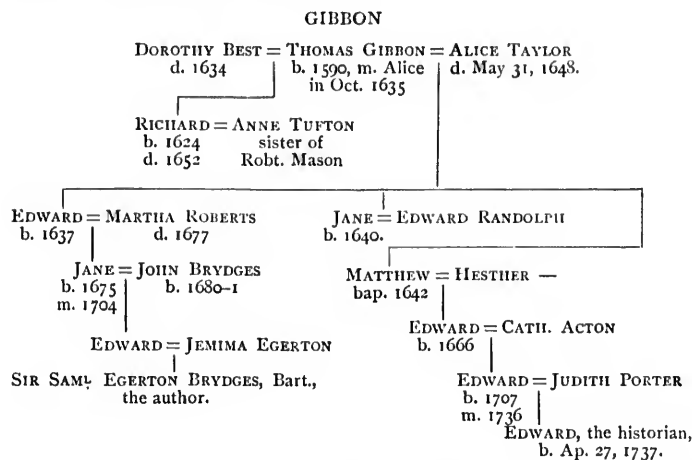 GIBBON
DOROTHY BEST = THOMAS GIBBON = ALICE TAYLOR
d. 1634 b. 1590, m. Alice d. May 31, 1648.
in Oct. 1635
RICHARD = ANNE TUFTON
b. 1624 sister of
d. 1652 Robt. Mason
EDWARD = MARTHA ROBERTS JANE = EDWARD RANDOLPH
b. 1637 d. 1677 b. 1640.
JANE = JOHN BRYDGES MATTHEW = HESTHER —
b. 1675 b. 1680-1 bap. 1642
m. 1704
EDWARD = CATH. ACTON
b. 1666
EDWARD = JEMIMA EGERTON
SIR SAML EGERTON BRYDGES, Bart., EDWARD = JUDITH PORTER
the author. b. 1707
m. 1736
EDWARD, the historian,
b. Ap. 27, 1737.